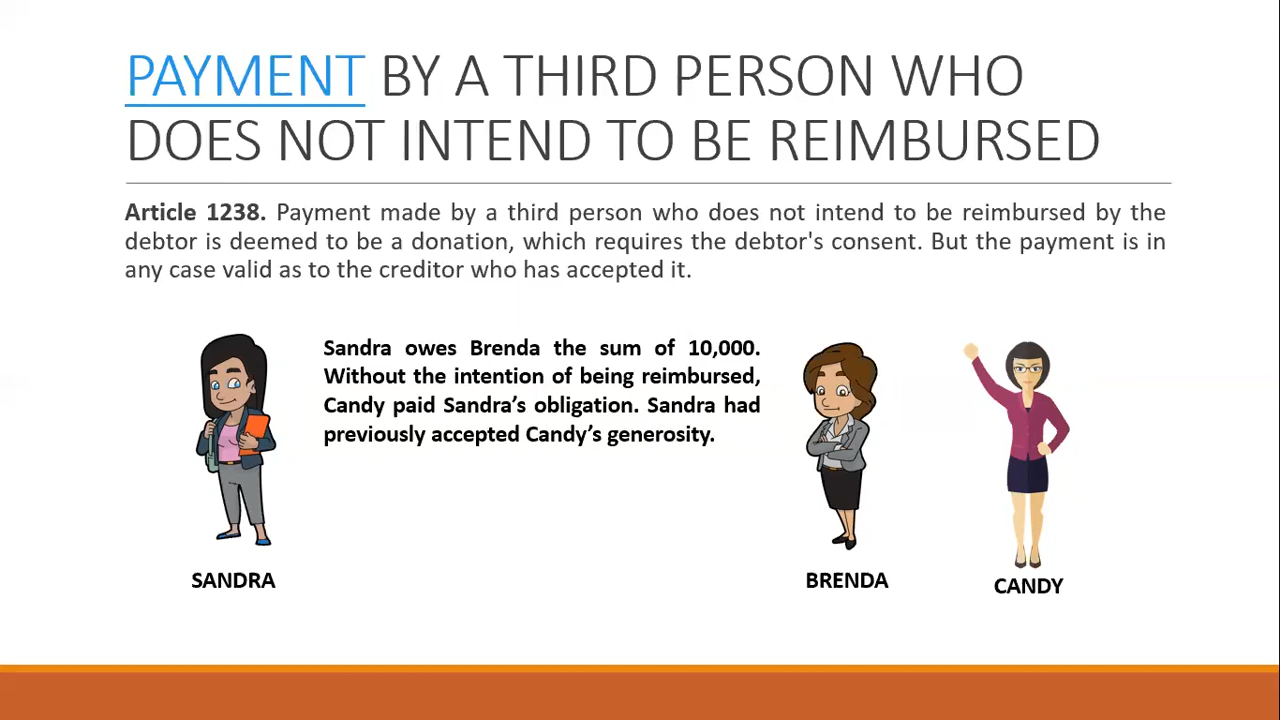 PAYMENT BY A THIRD PERSON WHO
DOES NOT INTEND TO BE REIMBURSED
Article 1238. Payment made by a third person who does not intend to be reimbursed by the
debtor is deemed to be a donation, which requires the debtor's consent. But the payment is in
any case valid as to the creditor who has accepted it.
Sandra owes Brenda the sum of 10,000.
Without the intention of being reimbursed,
Candy paid Sandra’s obligation. Sandra had
previously accepted Candy’s generosity.
SANDRA
BRENDA
CANDY